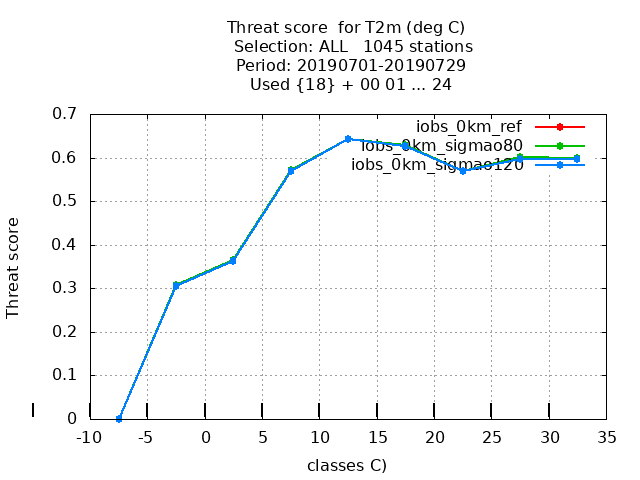 Threat score  for T2m (deg C)
Selection: ALL   1045 stations
Period: 20190701-20190729
Used {18} + 00 01 ... 24
iobs_0km_ref
iobs_0km_sigmao80
iobs_0km_sigmao120
Threat score
0.7
0.6
0.5
0.4
0.3
0.2
0.1
0
-10 -5 0 5 10 15 20 25 30 35
classes C)